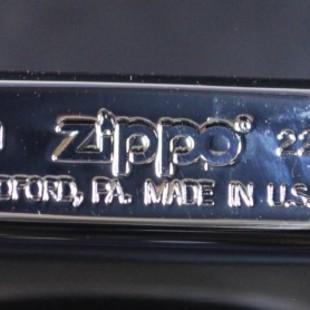 Zippo® 22
DFORD, PA. MADE IN U.S.